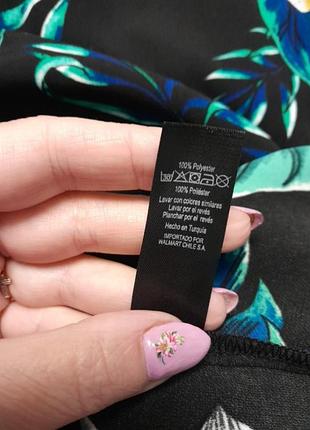 100% Polyester
100% Poliéster
Lavar con colores similares
Lavar por el revés
Planchar por el revés
Hecho en Turquía
IMPORTADO POR
WALMART CHILE S.A.